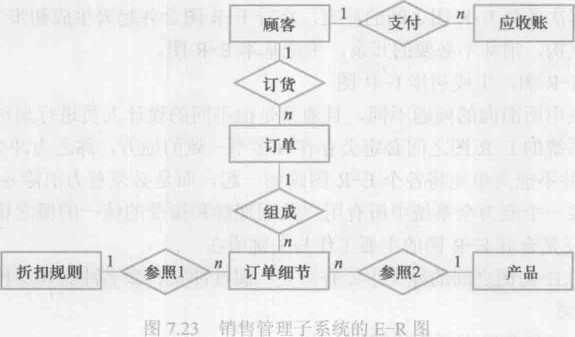 顾客 1 支付 n 应收账
1
订货
n
订单
1
组成
n
折扣规则 1 参照1 n 订单细节 n 参照2 1 产品
图 7.23 销售管理子系统的 E-R 图